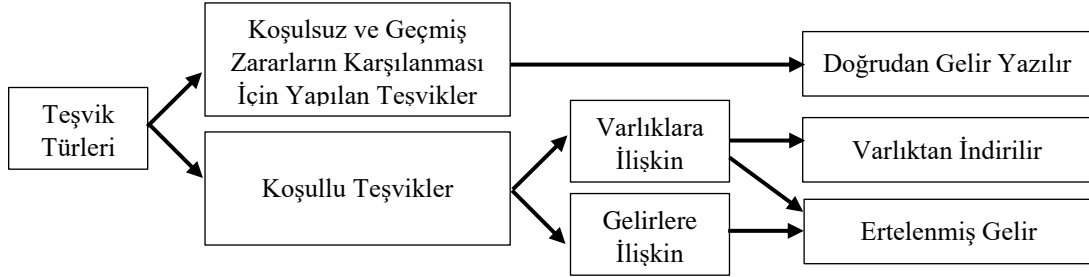 Teşvik
Türleri
Koşulsuz ve Geçmiş
Zararların Karşılanması
İçin Yapılan Teşvikler
Koşullu Teşvikler
Varlıklara
İlişkin
Gelirlere
İlişkin
Doğrudan Gelir Yazılır
Varlıktan İndirilir
Ertelenmiş Gelir